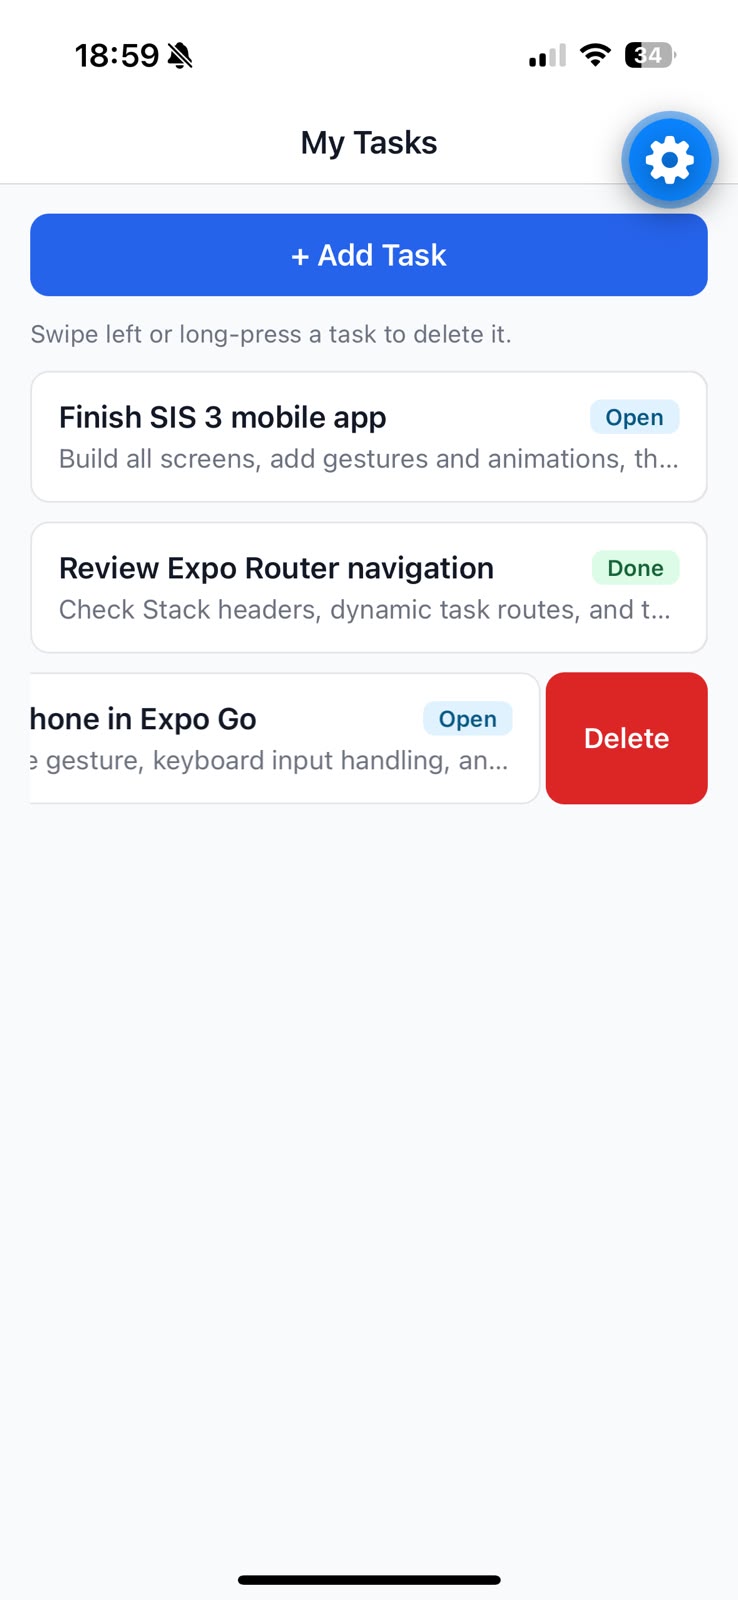 18:59
34
My Tasks
+ Add Task
Swipe left or long-press a task to delete it.
Finish SIS 3 mobile app
Open
Build all screens, add gestures and animations, th...
Review Expo Router navigation
Done
Check Stack headers, dynamic task routes, and t...
hone in Expo Go
Open
e gesture, keyboard input handling, an...
Delete